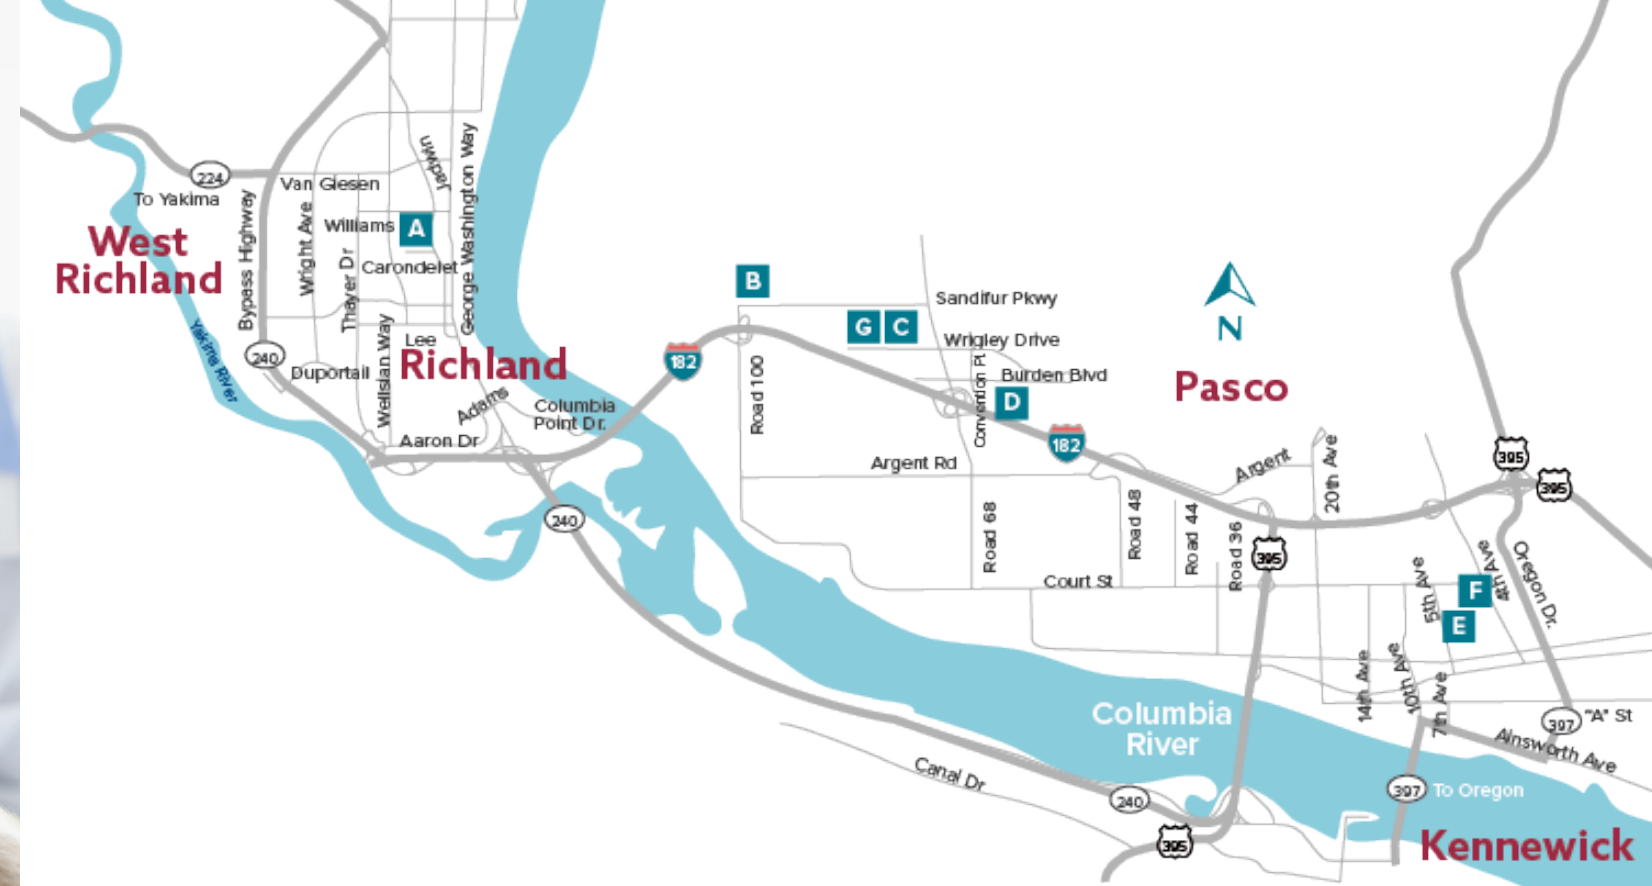 Jadwin
George Washington Way
224
Van Giesen
To Yakima
Bypass Highway
Wright Ave
Williams
A
West
Richland
Thayer Dr
Carondelet
Yakima River
240
Lee
Wellsian Way
Richland
Duportail
Adams
Columbia
Point Dr.
Aaron Dr
240
182
B
Sandifur Pkwy
G
C
Wrigley Drive
Road 100
Convention Pl
Burden Blvd
D
N
Pasco
182
Argent Rd
Argent
20th Ave
395
395
Road 68
Road 48
Road 44
Road 36
395
Court St
5th Ave
4th Ave
Oregon Dr.
F
E
14th Ave
10th Ave
7th Ave
397
"A" St
Ainsworth Ave
Columbia
River
Canal Dr
240
395
397
To Oregon
Kennewick